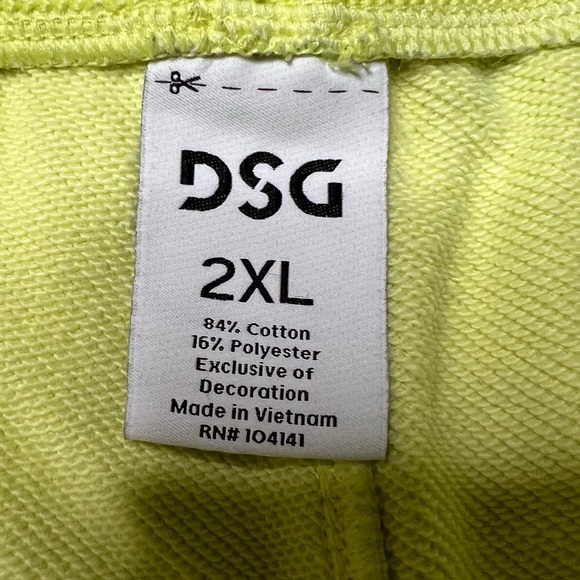 DSG
2XL
84% Cotton
16% Polyester
Exclusive of
Decoration
Made in Vietnam
RN# 104141